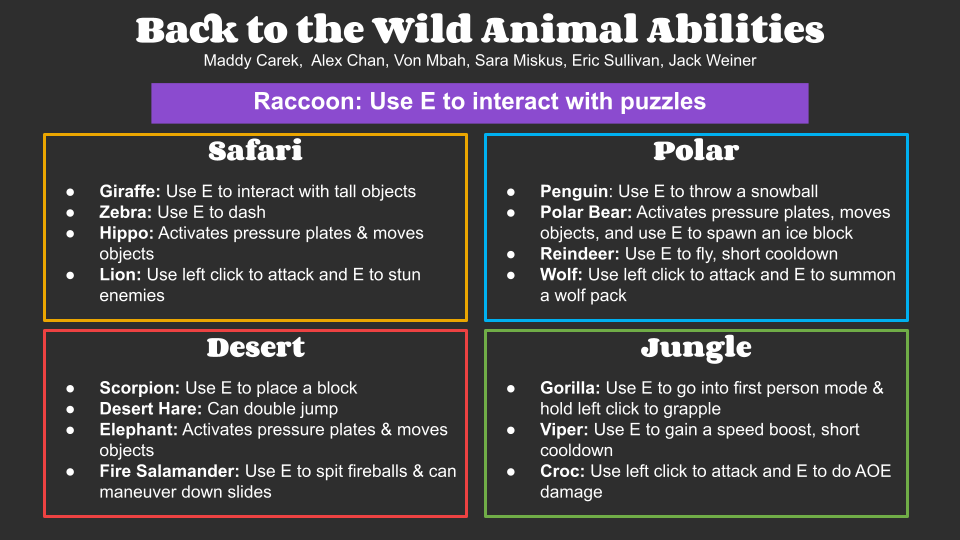 Back to the Wild Animal Abilities
Maddy Carek,  Alex Chan, Von Mbah, Sara Miskus, Eric Sullivan, Jack Weiner
Raccoon: Use E to interact with puzzles
Safari
● Giraffe: Use E to interact with tall objects
● Zebra: Use E to dash
● Hippo: Activates pressure plates & moves
objects
● Lion: Use left click to attack and E to stun
enemies
Polar
● Penguin: Use E to throw a snowball
● Polar Bear: Activates pressure plates, moves
objects, and use E to spawn an ice block
● Reindeer: Use E to fly, short cooldown
● Wolf: Use left click to attack and E to summon
a wolf pack
Desert
● Scorpion: Use E to place a block
● Desert Hare: Can double jump
● Elephant: Activates pressure plates & moves
objects
● Fire Salamander: Use E to spit fireballs & can
maneuver down slides
Jungle
● Gorilla: Use E to go into first person mode &
hold left click to grapple
● Viper: Use E to gain a speed boost, short
cooldown
● Croc: Use left click to attack and E to do AOE
damage